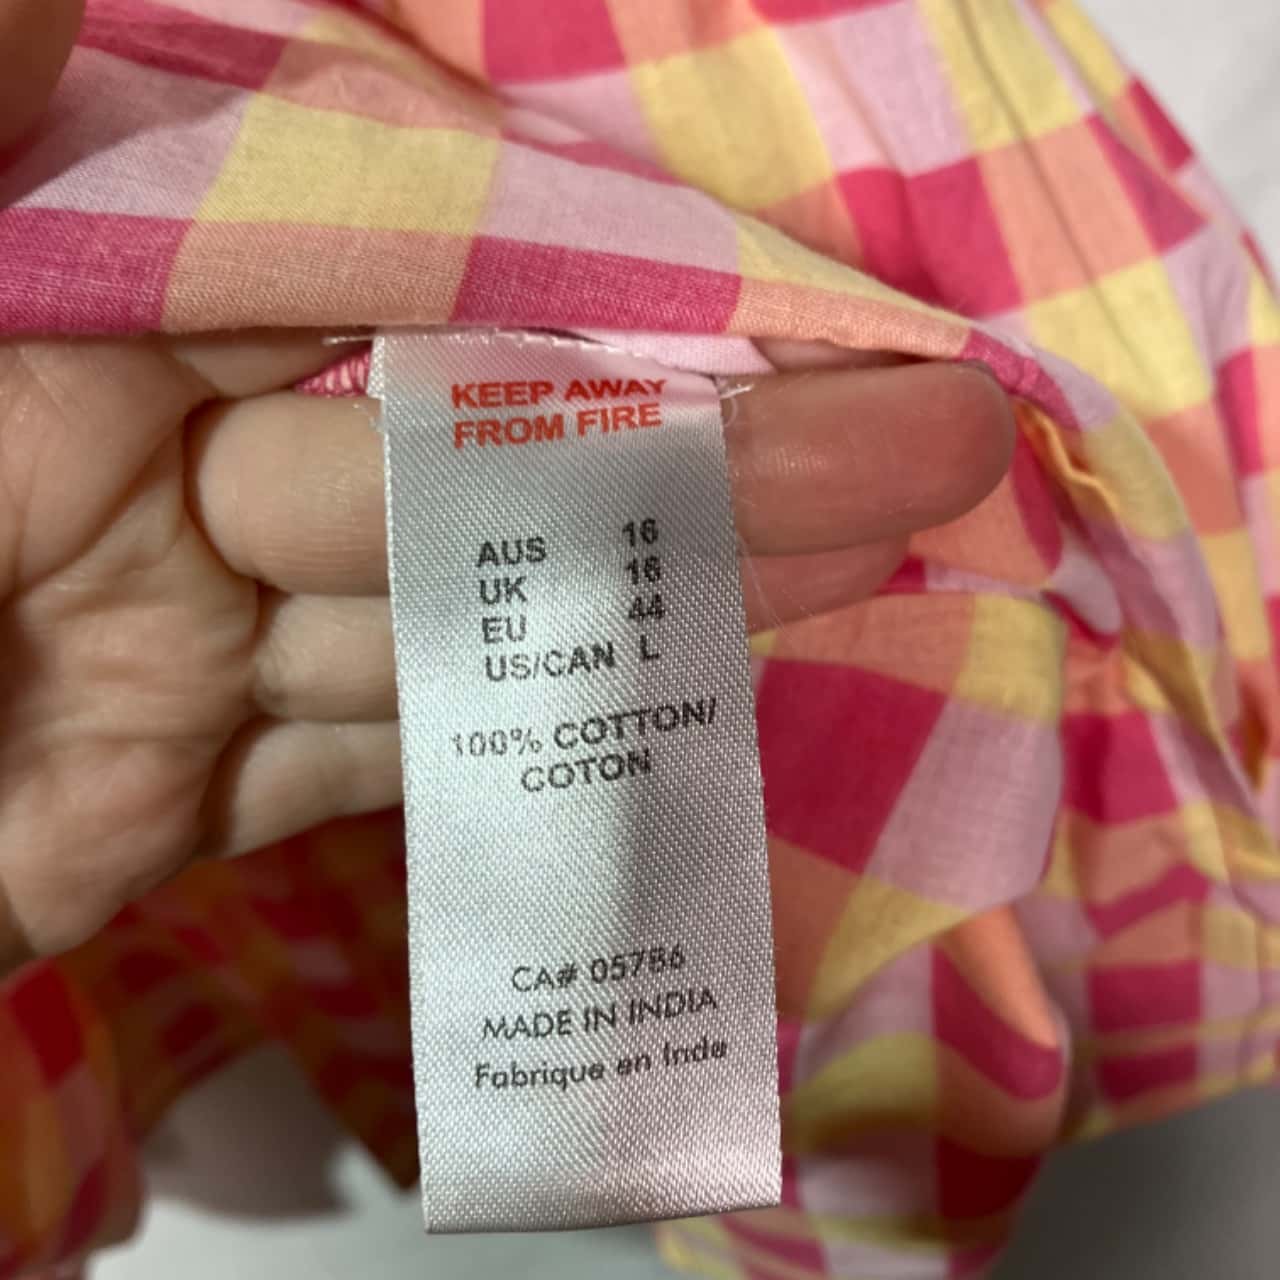 KEEP AWAY
FROM FIRE
AUS 16
UK 16
EU 44
US/CAN L
100% COTTON/
COTON
CA# 05786
MADE IN INDIA
Fabrique en Inde